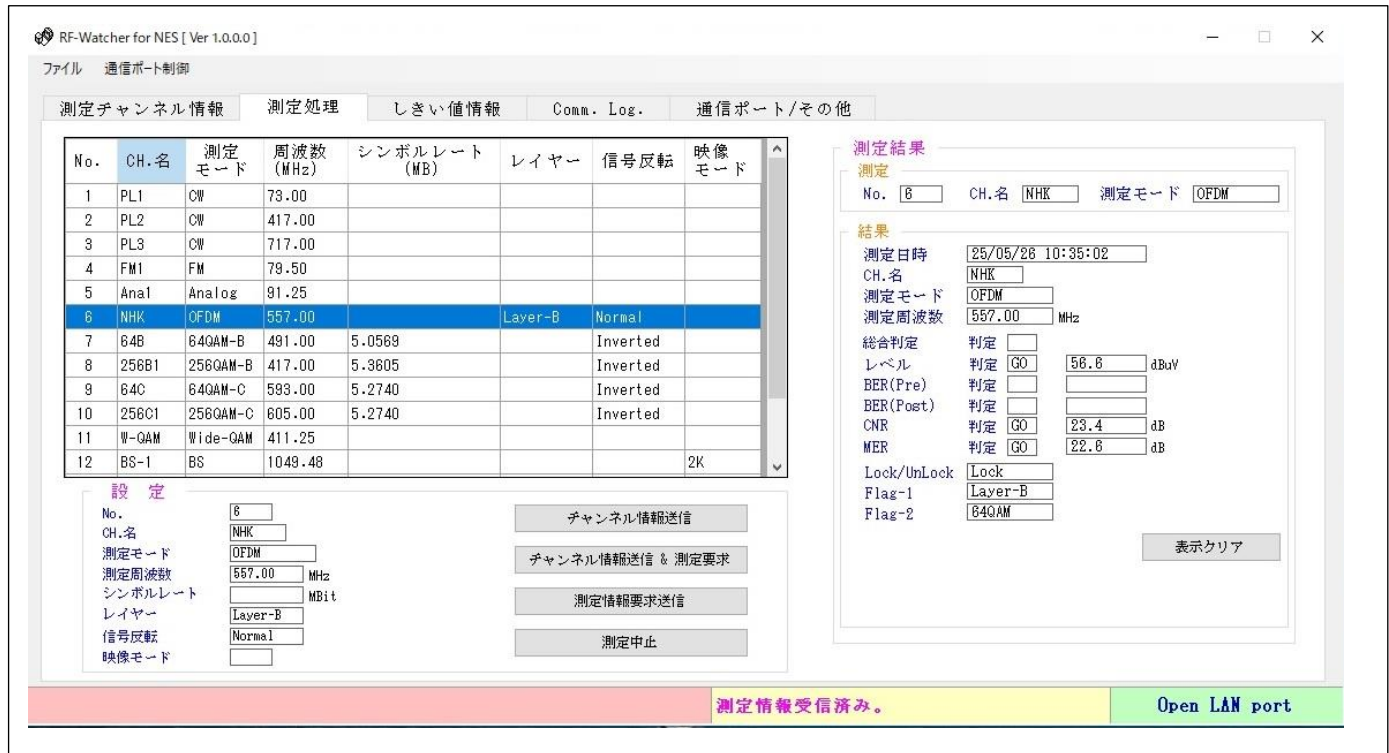 RF-Watcher for NES [ Ver 1.0.0.0 ]
ファイル 通信ポート制御
測定チャンネル情報 測定処理 しきい値情報 Comm. Log. 通信ポート/その他
No. CH.名 測定モード 周波数(MHz) シンボルレート(MB) レイヤー 信号反転 映像モード
1 PL1 CW 73.00
2 PL2 CW 417.00
3 PL3 CW 717.00
4 FM1 FM 79.50
5 Ana1 Analog 91.25
6 NHK OFDM 557.00 Layer-B Normal
7 64B 64QAM-B 491.00 5.0569 Inverted
8 256B1 256QAM-B 417.00 5.3605 Inverted
9 64C 64QAM-C 593.00 5.2740 Inverted
10 256C1 256QAM-C 605.00 5.2740 Inverted
11 W-QAM Wide-QAM 411.25
12 BS-1 BS 1049.48 2K
設 定
No. 6
CH.名 NHK
測定モード OFDM
測定周波数 557.00 MHz
シンボルレート MBit
レイヤー Layer-B
信号反転 Normal
映像モード
チャンネル情報送信
チャンネル情報送信 & 測定要求
測定情報要求送信
測定中止
測定結果
測定
No. 6 CH.名 NHK 測定モード OFDM
結果
測定日時 25/05/26 10:35:02
CH.名 NHK
測定モード OFDM
測定周波数 557.00 MHz
総合判定 判定
レベル 判定 GO 56.6 dBuV
BER(Pre) 判定
BER(Post) 判定
CNR 判定 GO 23.4 dB
MER 判定 GO 22.6 dB
Lock/UnLock Lock
Flag-1 Layer-B
Flag-2 64QAM
表示クリア
測定情報受信済み。 Open LAN port